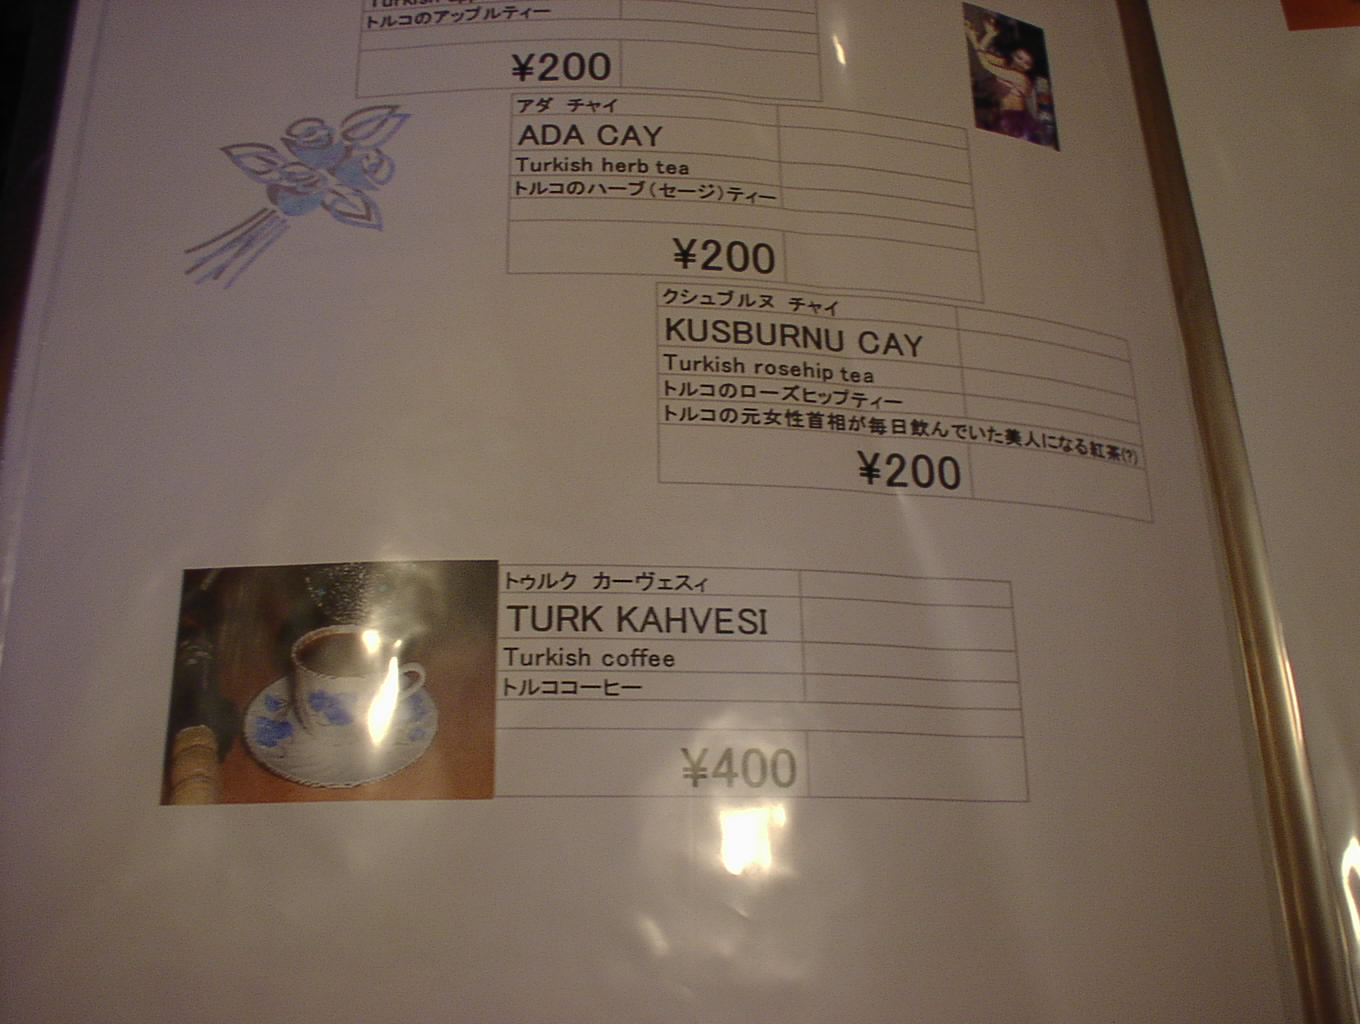 Turkish
トルコのアップルティー
¥200
アダ チャイ
ADA CAY
Turkish herb tea
トルコのハーブ(セージ)ティー
¥200
クシュブルヌ チャイ
KUSBURNU CAY
Turkish rosehip tea
トルコのローズヒップティー
トルコの元女性首相が毎日飲んでいた美人になる紅茶(?)
¥200
トゥルク カーヴェスィ
TURK KAHVESI
Turkish coffee
トルココーヒー
¥400